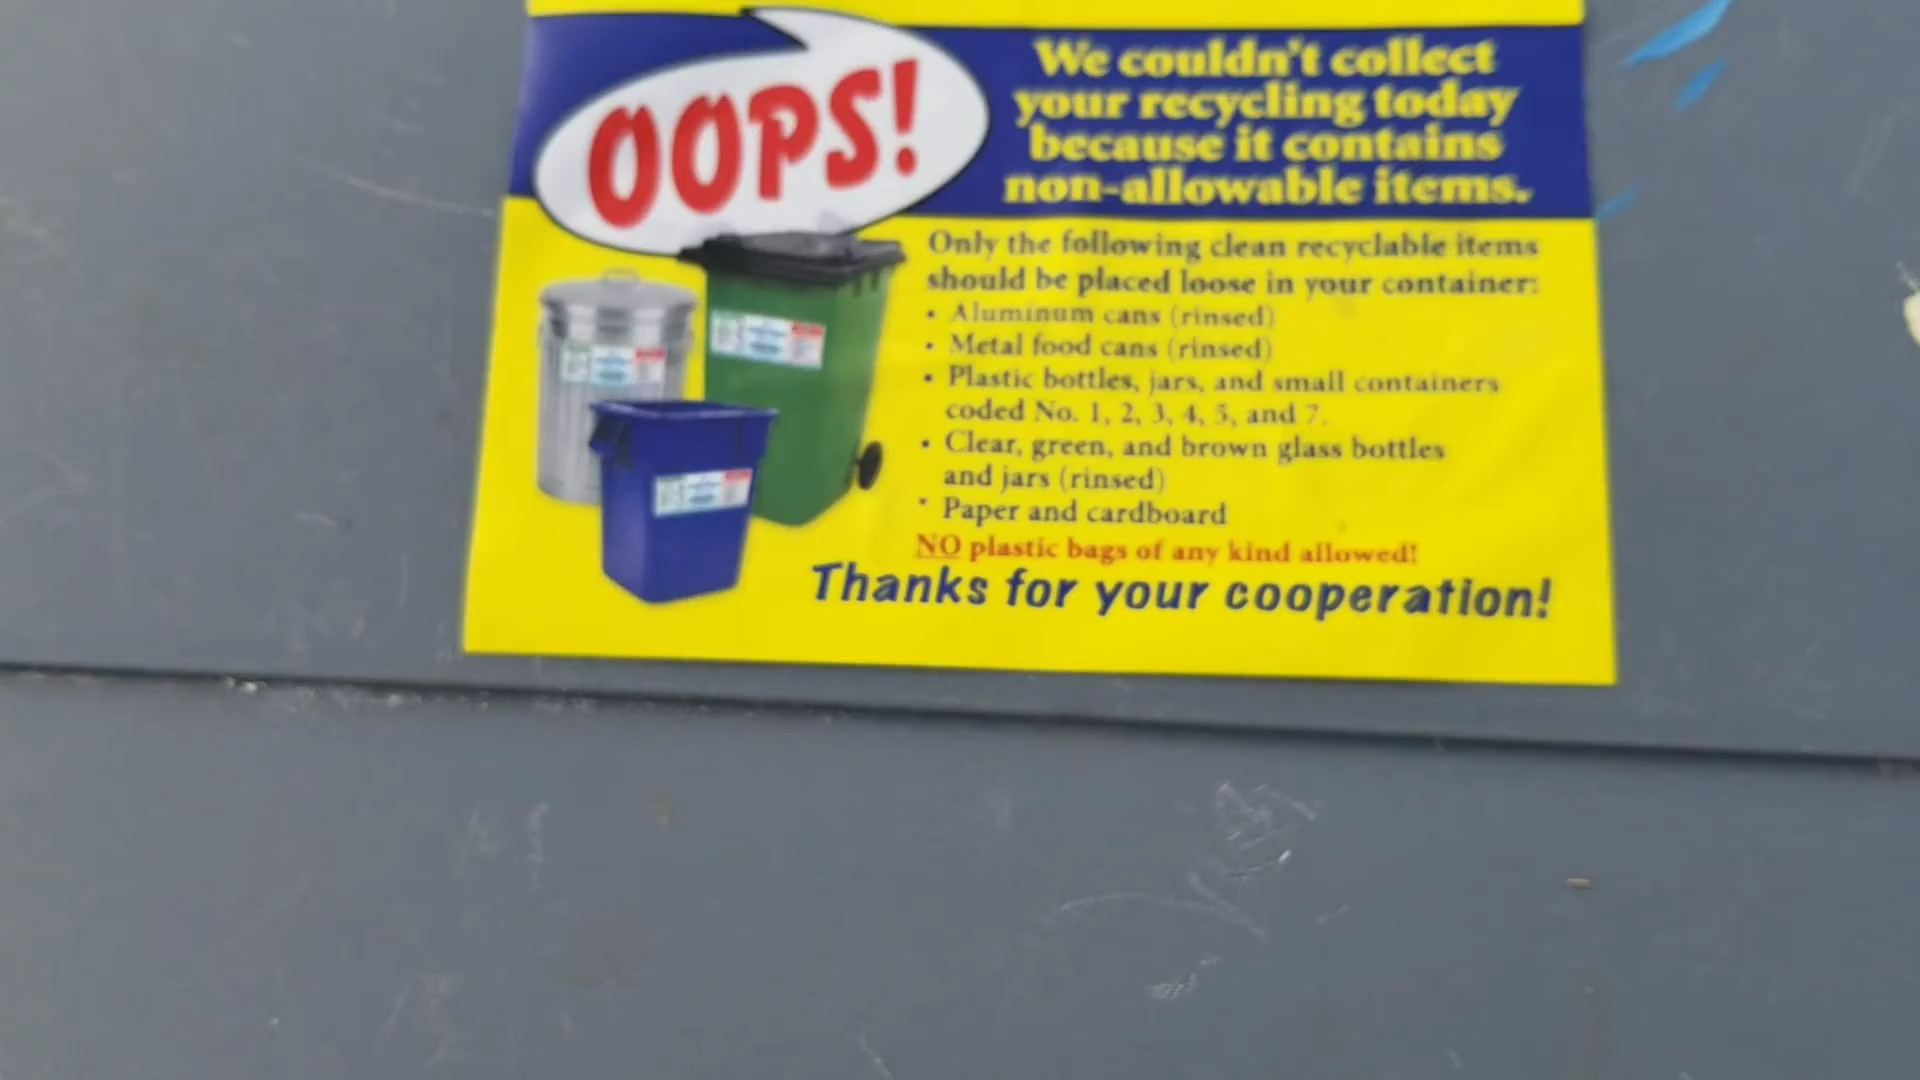 OOPS!
We couldn't collect
your recycling today
because it contains
non-allowable items.
Only the following clean recyclable items
should be placed loose in your container:
• Aluminum cans (rinsed)
• Metal food cans (rinsed)
• Plastic bottles, jars, and small containers
coded No. 1, 2, 3, 4, 5, and 7.
• Clear, green, and brown glass bottles
and jars (rinsed)
• Paper and cardboard
NO plastic bags of any kind allowed!
Thanks for your cooperation!